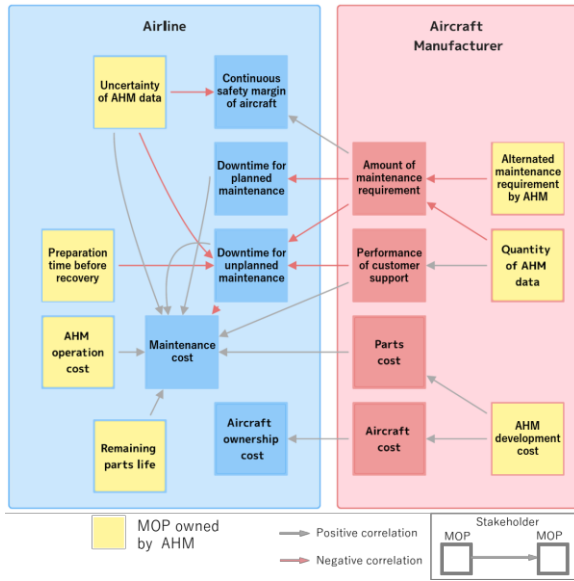 Airline
Aircraft
Manufacturer
Uncertainty
of AHM data
Continuous
safety margin
of aircraft
Downtime for
planned
maintenance
Amount of
maintenance
requirement
Alternated
maintenance
requirement
by AHM
Preparation
time before
recovery
Downtime for
unplanned
maintenance
Performance
of customer
support
Quantity
of AHM
data
AHM
operation
cost
Maintenance
cost
Parts
cost
Remaining
parts life
Aircraft
ownership
cost
Aircraft
cost
AHM
development
cost
MOP owned
by AHM
Positive correlation
Negative correlation
Stakeholder
MOP
MOP